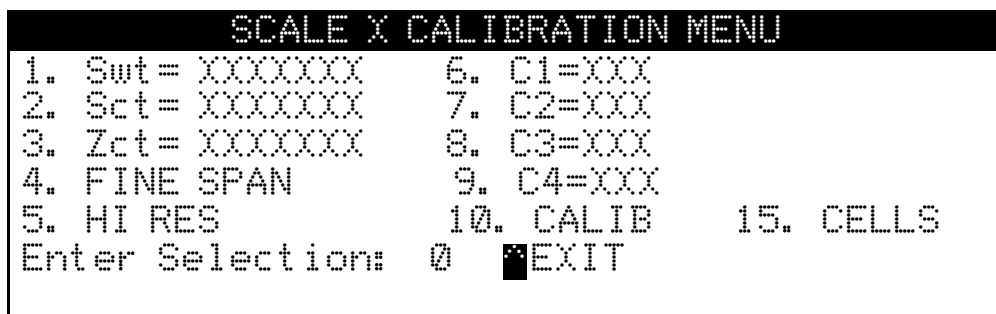 SCALE X CALIBRATION MENU
1. Swt= XXXXXXX 6. C1=XXX
2. Sct= XXXXXXX 7. C2=XXX
3. Zct= XXXXXXX 8. C3=XXX
4. FINE SPAN 9. C4=XXX
5. HI RES 10. CALIB 15. CELLS
Enter Selection: 0 ^EXIT